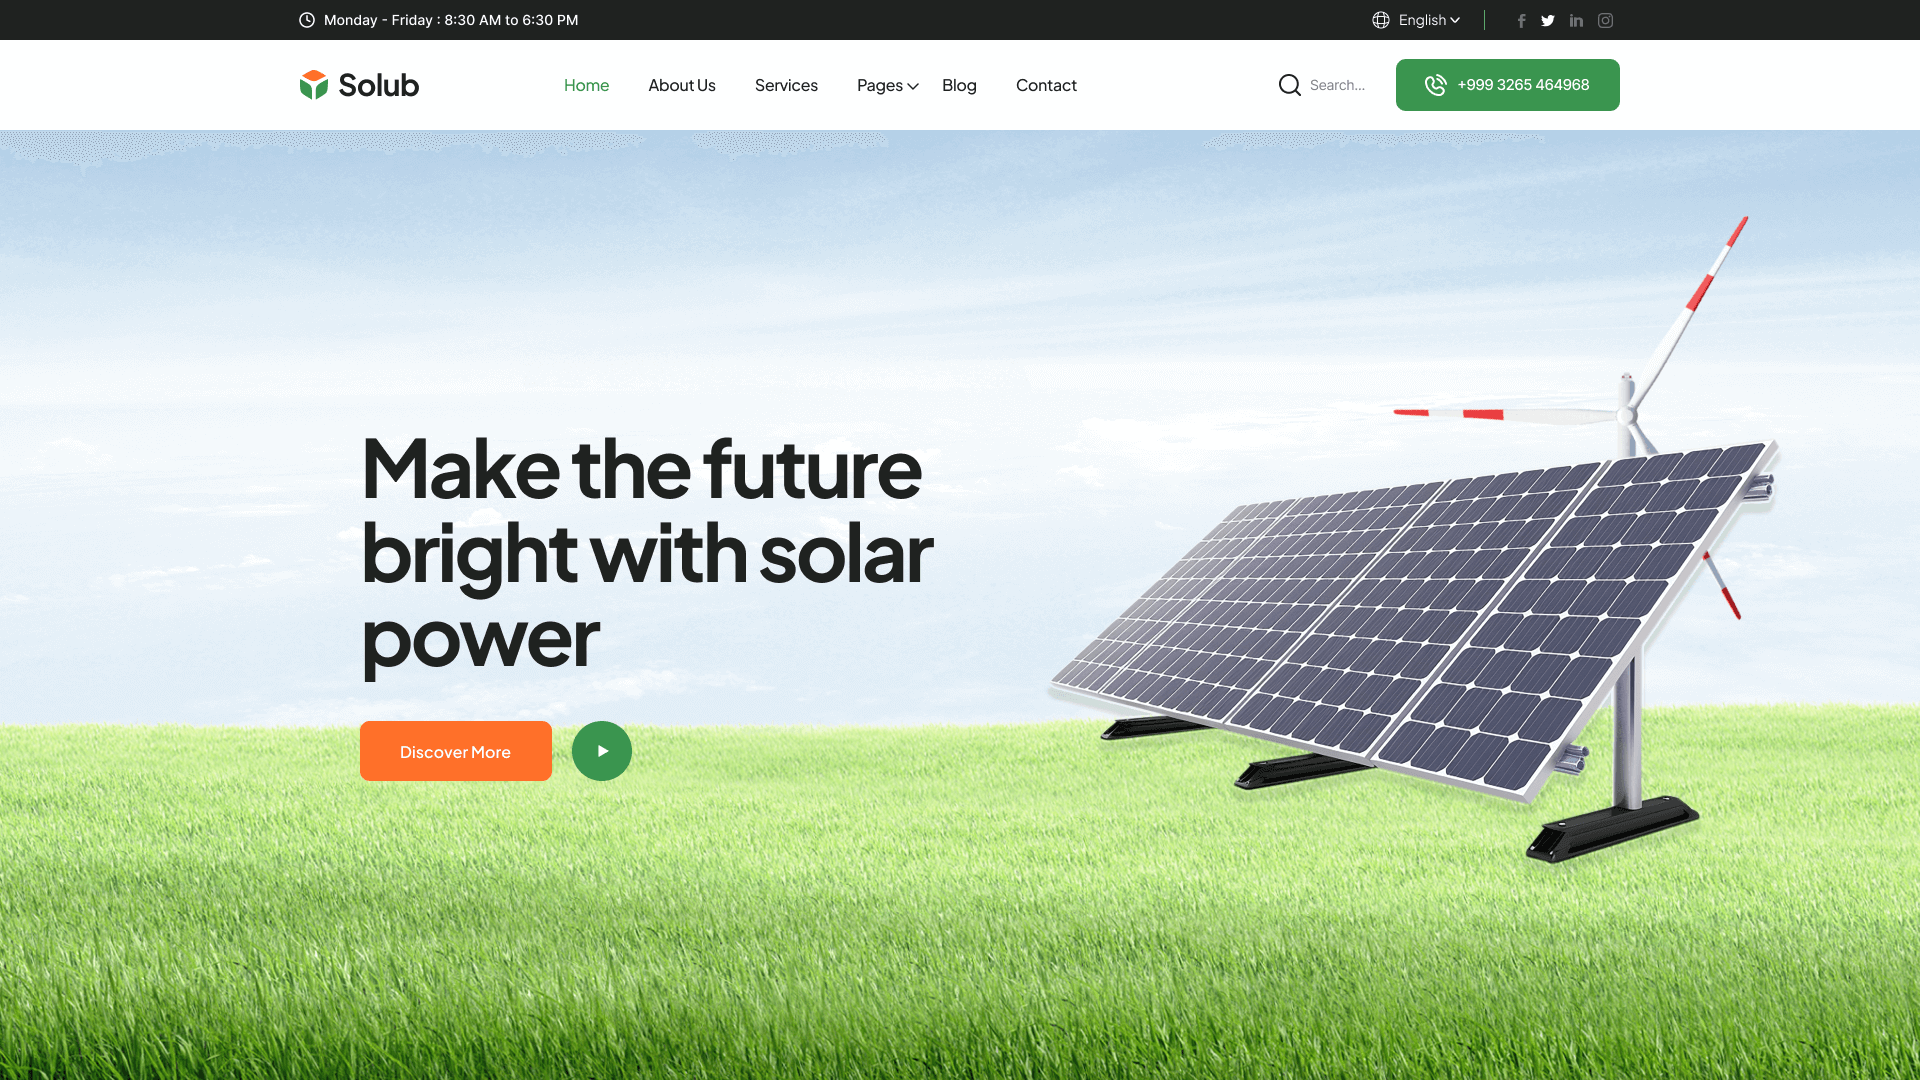 Monday - Friday : 8:30 AM to 6:30 PM
English
Solub
Home
About Us
Services
Pages
Blog
Contact
Search...
+999 3265 464968
Make the future
bright with solar
power
Discover More